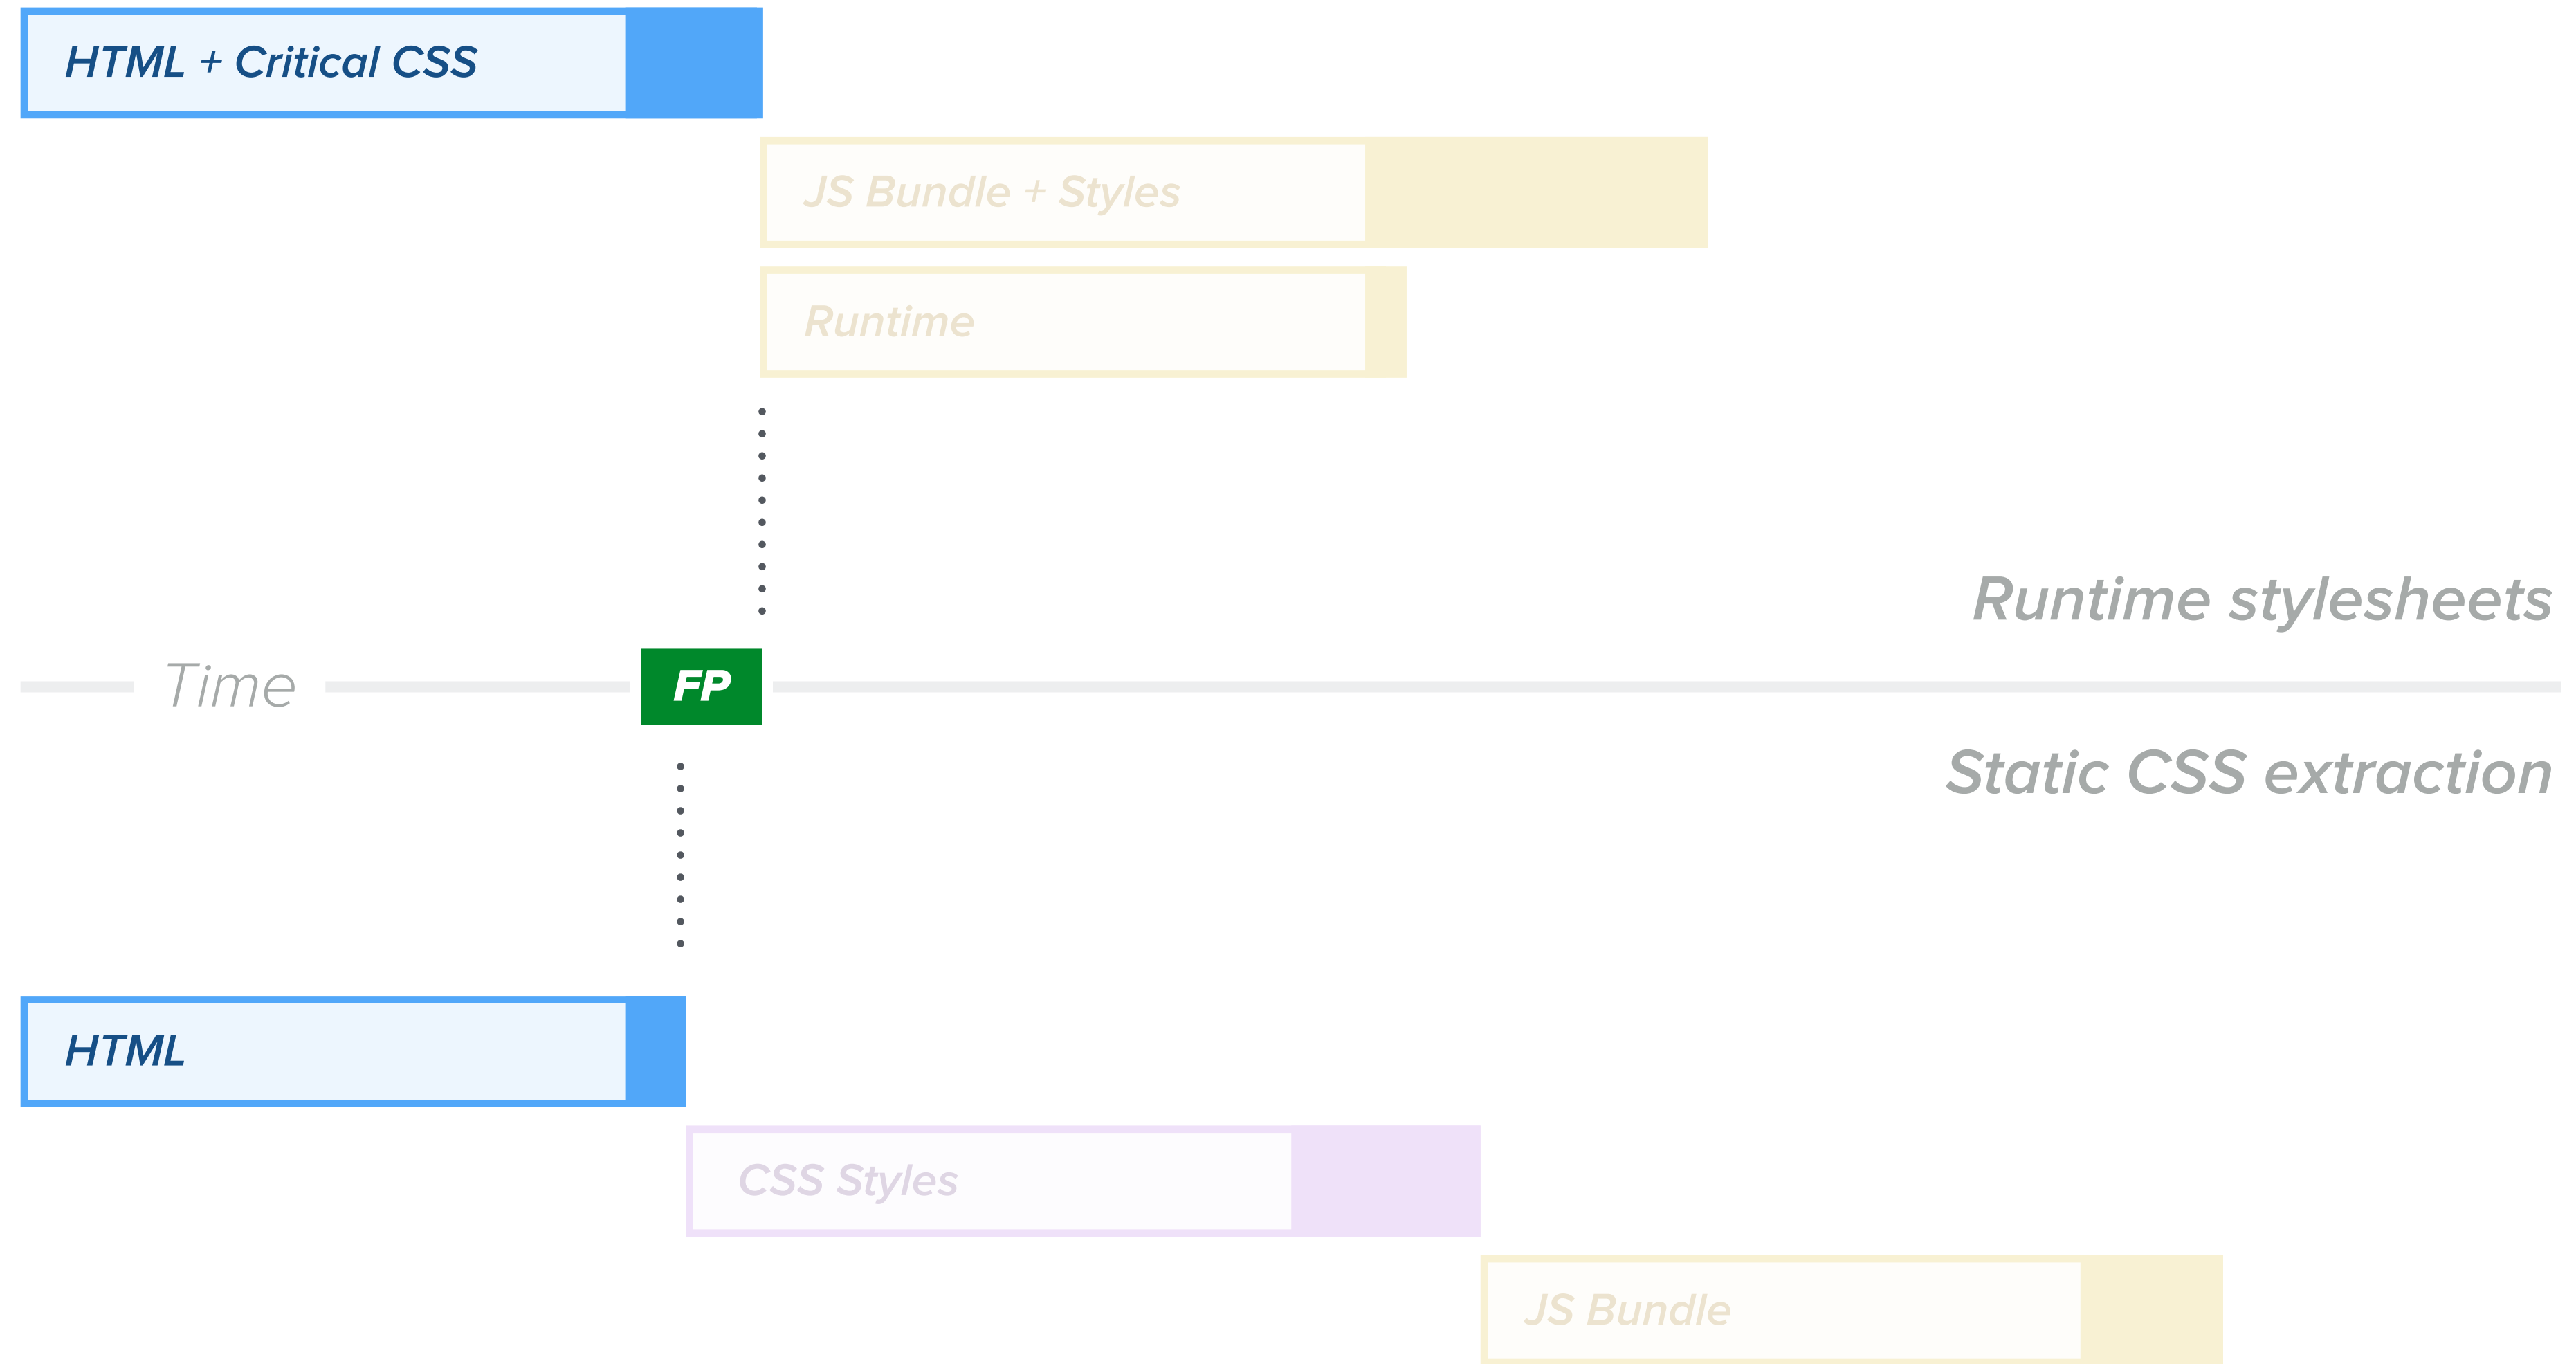 HTML + Critical CSS
JS Bundle + Styles
Runtime
Runtime stylesheets
Time
FP
Static CSS extraction
HTML
CSS Styles
JS Bundle